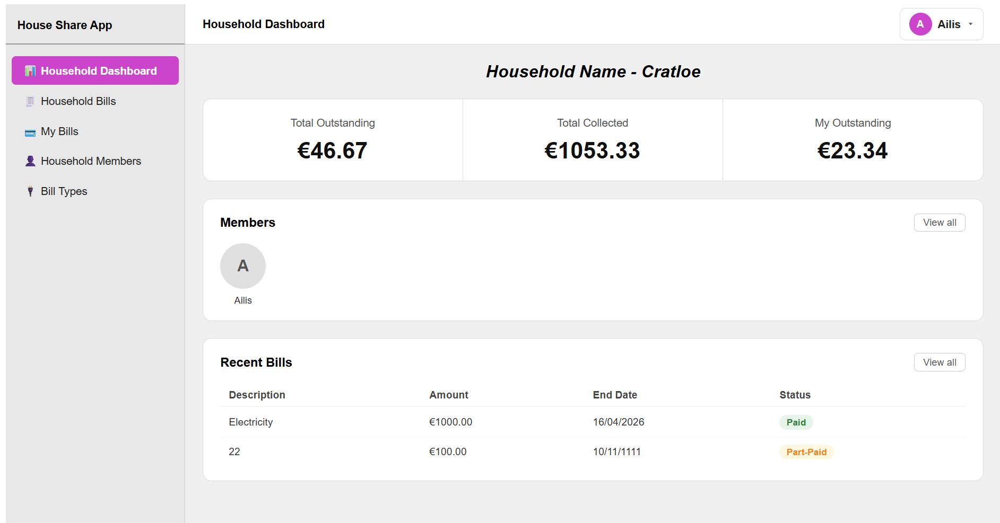 House Share App
Household Dashboard
Household Bills
My Bills
Household Members
Bill Types
Household Dashboard
A Ailis
Household Name - Cratloe
Total Outstanding
€46.67
Total Collected
€1053.33
My Outstanding
€23.34
Members
View all
A
Ailis
Recent Bills
View all
Description Amount End Date Status
Electricity €1000.00 16/04/2026 Paid
22 €100.00 10/11/1111 Part-Paid